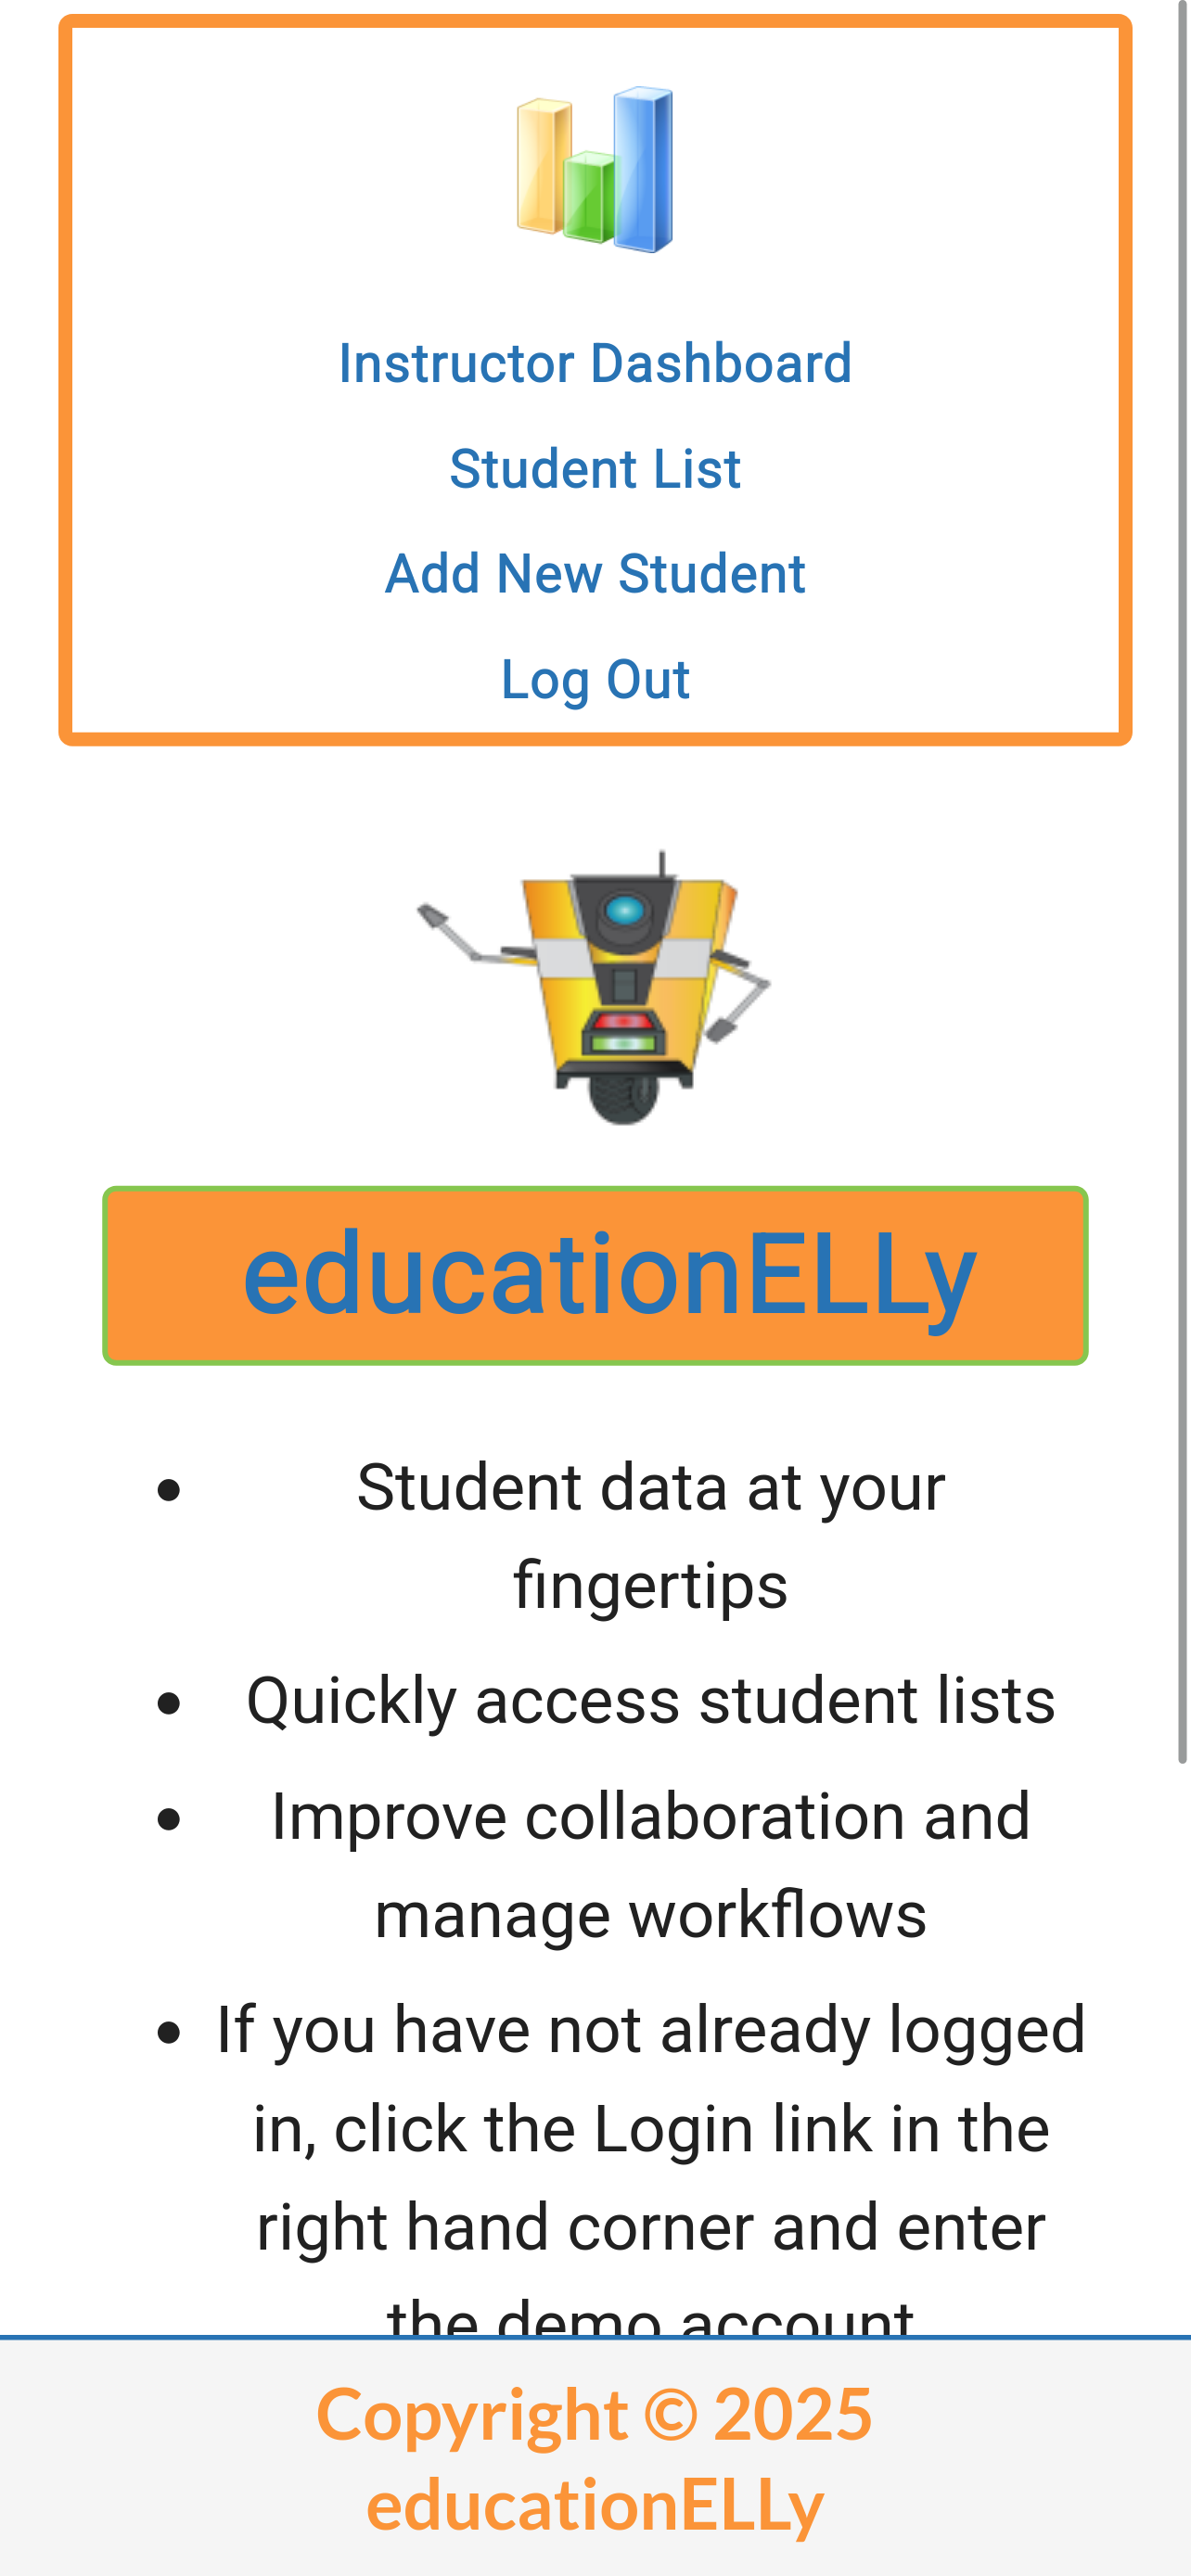 Instructor Dashboard
Student List
Add New Student
Log Out
educationELLy
• Student data at your
fingertips
• Quickly access student lists
• Improve collaboration and
manage workflows
• If you have not already logged
in, click the Login link in the
right hand corner and enter
the demo account
Copyright © 2025
educationELLy